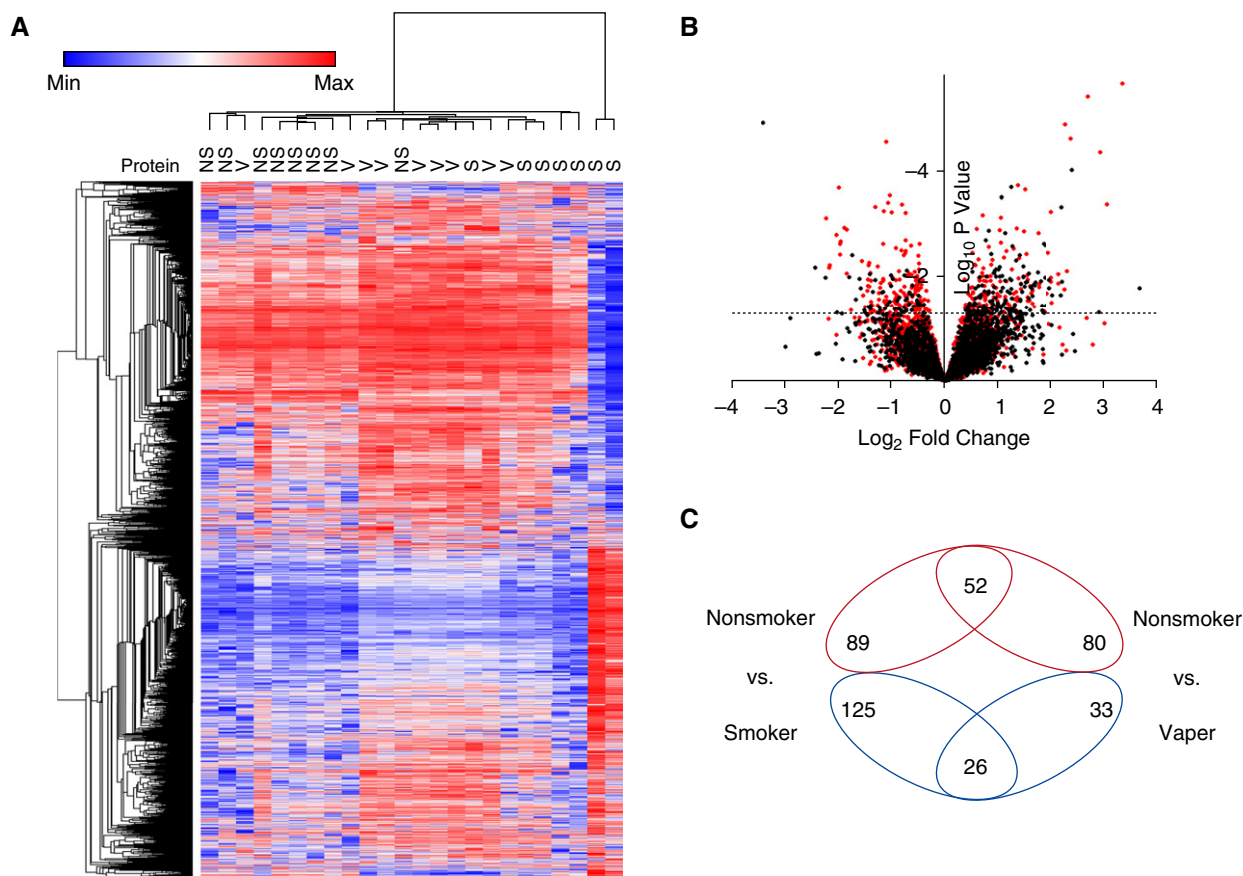 A
Min
Max
Protein
NS NS V NS NS NS NS NS V V V NS V V V S V V S S S S S S
B
Log₁₀ P Value
–4
–2
–4 –3 –2 –1 0 1 2 3 4
Log₂ Fold Change
C
52
Nonsmoker
Nonsmoker
89
80
vs.
vs.
125
33
Smoker
Vaper
26